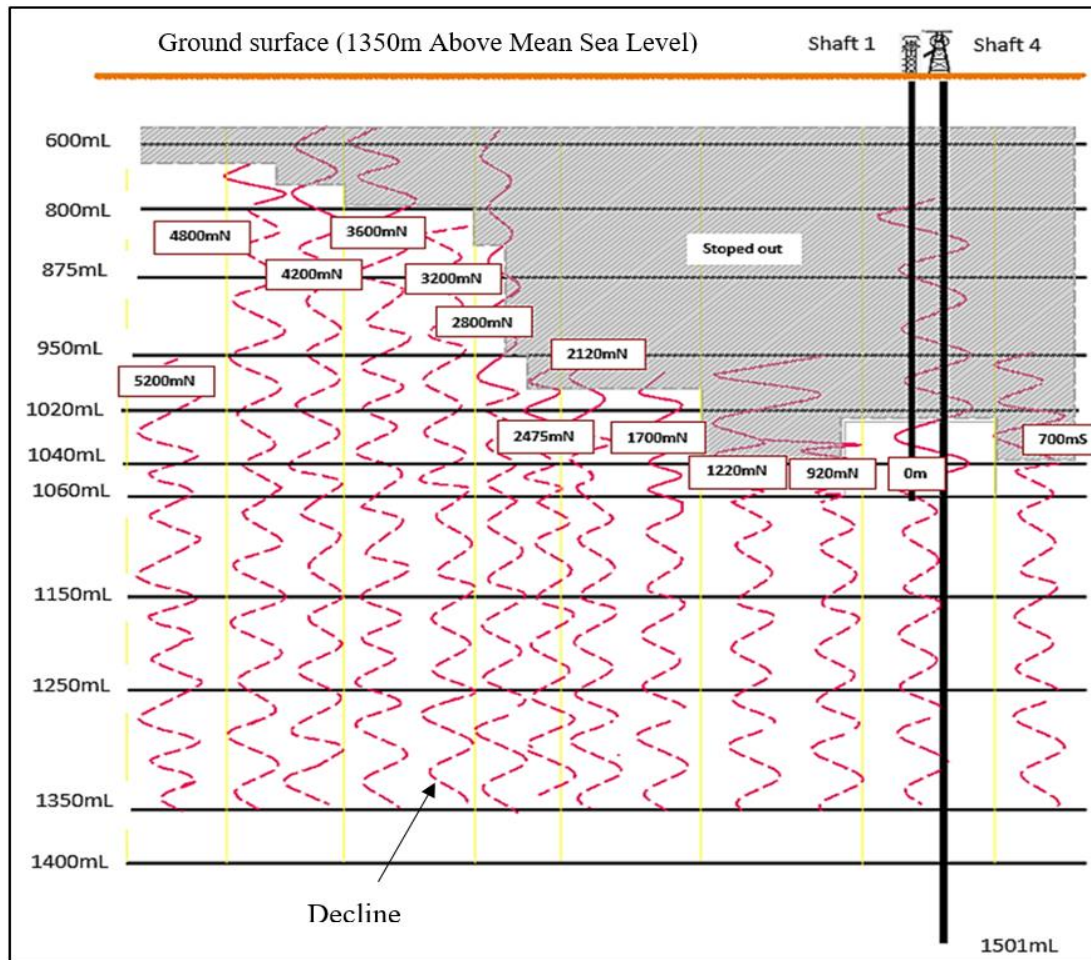 Ground surface (1350m Above Mean Sea Level)
Shaft 1
Shaft 4
600mL
800mL
4800mN
3600mN
Stoped out
875mL
4200mN
3200mN
2800mN
950mL
2120mN
5200mN
1020mL
2475mN
1700mN
700mS
1040mL
1220mN
920mN
0m
1060mL
1150mL
1250mL
1350mL
1400mL
Decline
1501mL